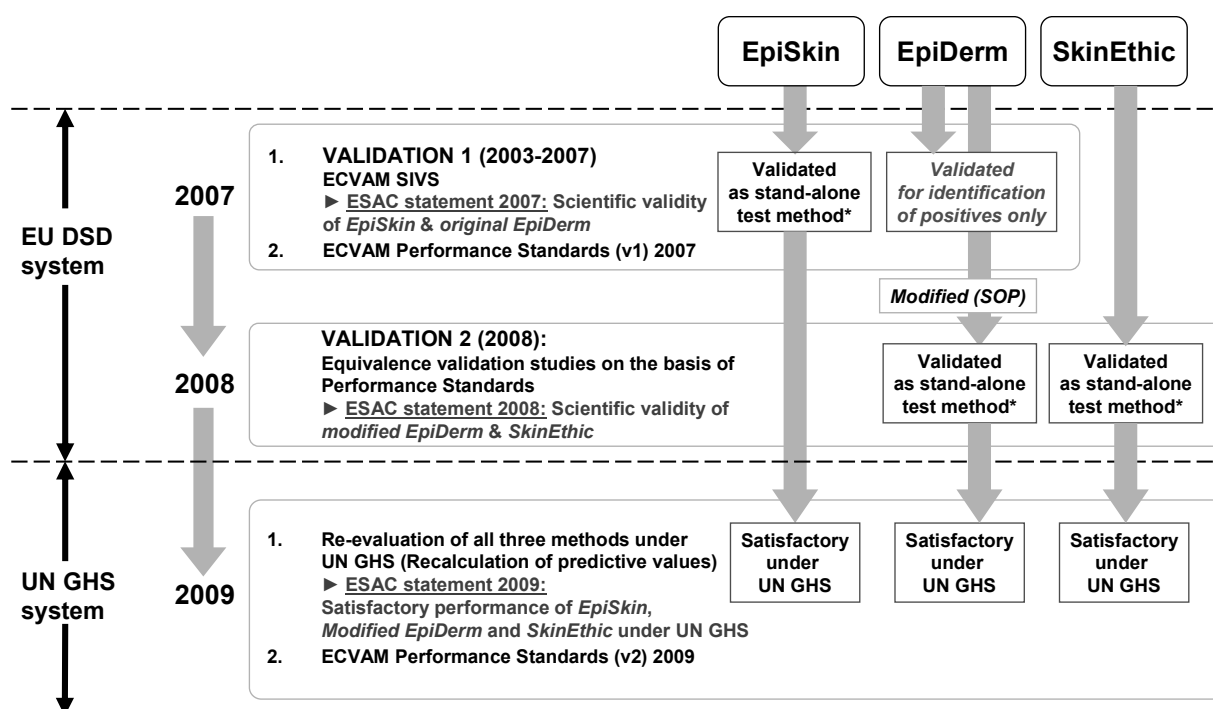 EpiSkin
EpiDerm
SkinEthic
EU DSD
system
2007
1. VALIDATION 1 (2003-2007)
ECVAM SIVS
► ESAC statement 2007: Scientific validity
of EpiSkin & original EpiDerm
2. ECVAM Performance Standards (v1) 2007
Validated
as stand-alone
test method*
Validated
for identification
of positives only
Modified (SOP)
2008
VALIDATION 2 (2008):
Equivalence validation studies on the basis of
Performance Standards
► ESAC statement 2008: Scientific validity of
modified EpiDerm & SkinEthic
Validated
as stand-alone
test method*
Validated
as stand-alone
test method*
UN GHS
system
2009
1. Re-evaluation of all three methods under
UN GHS (Recalculation of predictive values)
► ESAC statement 2009:
Satisfactory performance of EpiSkin,
Modified EpiDerm and SkinEthic under UN GHS
2. ECVAM Performance Standards (v2) 2009
Satisfactory
under
UN GHS
Satisfactory
under
UN GHS
Satisfactory
under
UN GHS